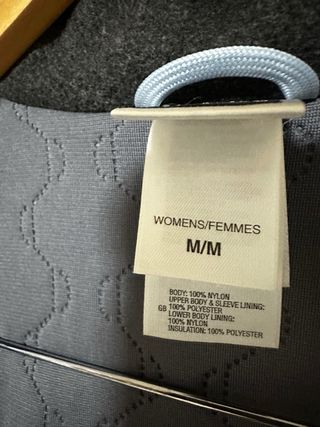 WOMENS/FEMMES
M/M
BODY: 100% NYLON
UPPER BODY & SLEEVE LINING:
GB 100% POLYESTER
LOWER BODY LINING:
100% NYLON
INSULATION: 100% POLYESTER